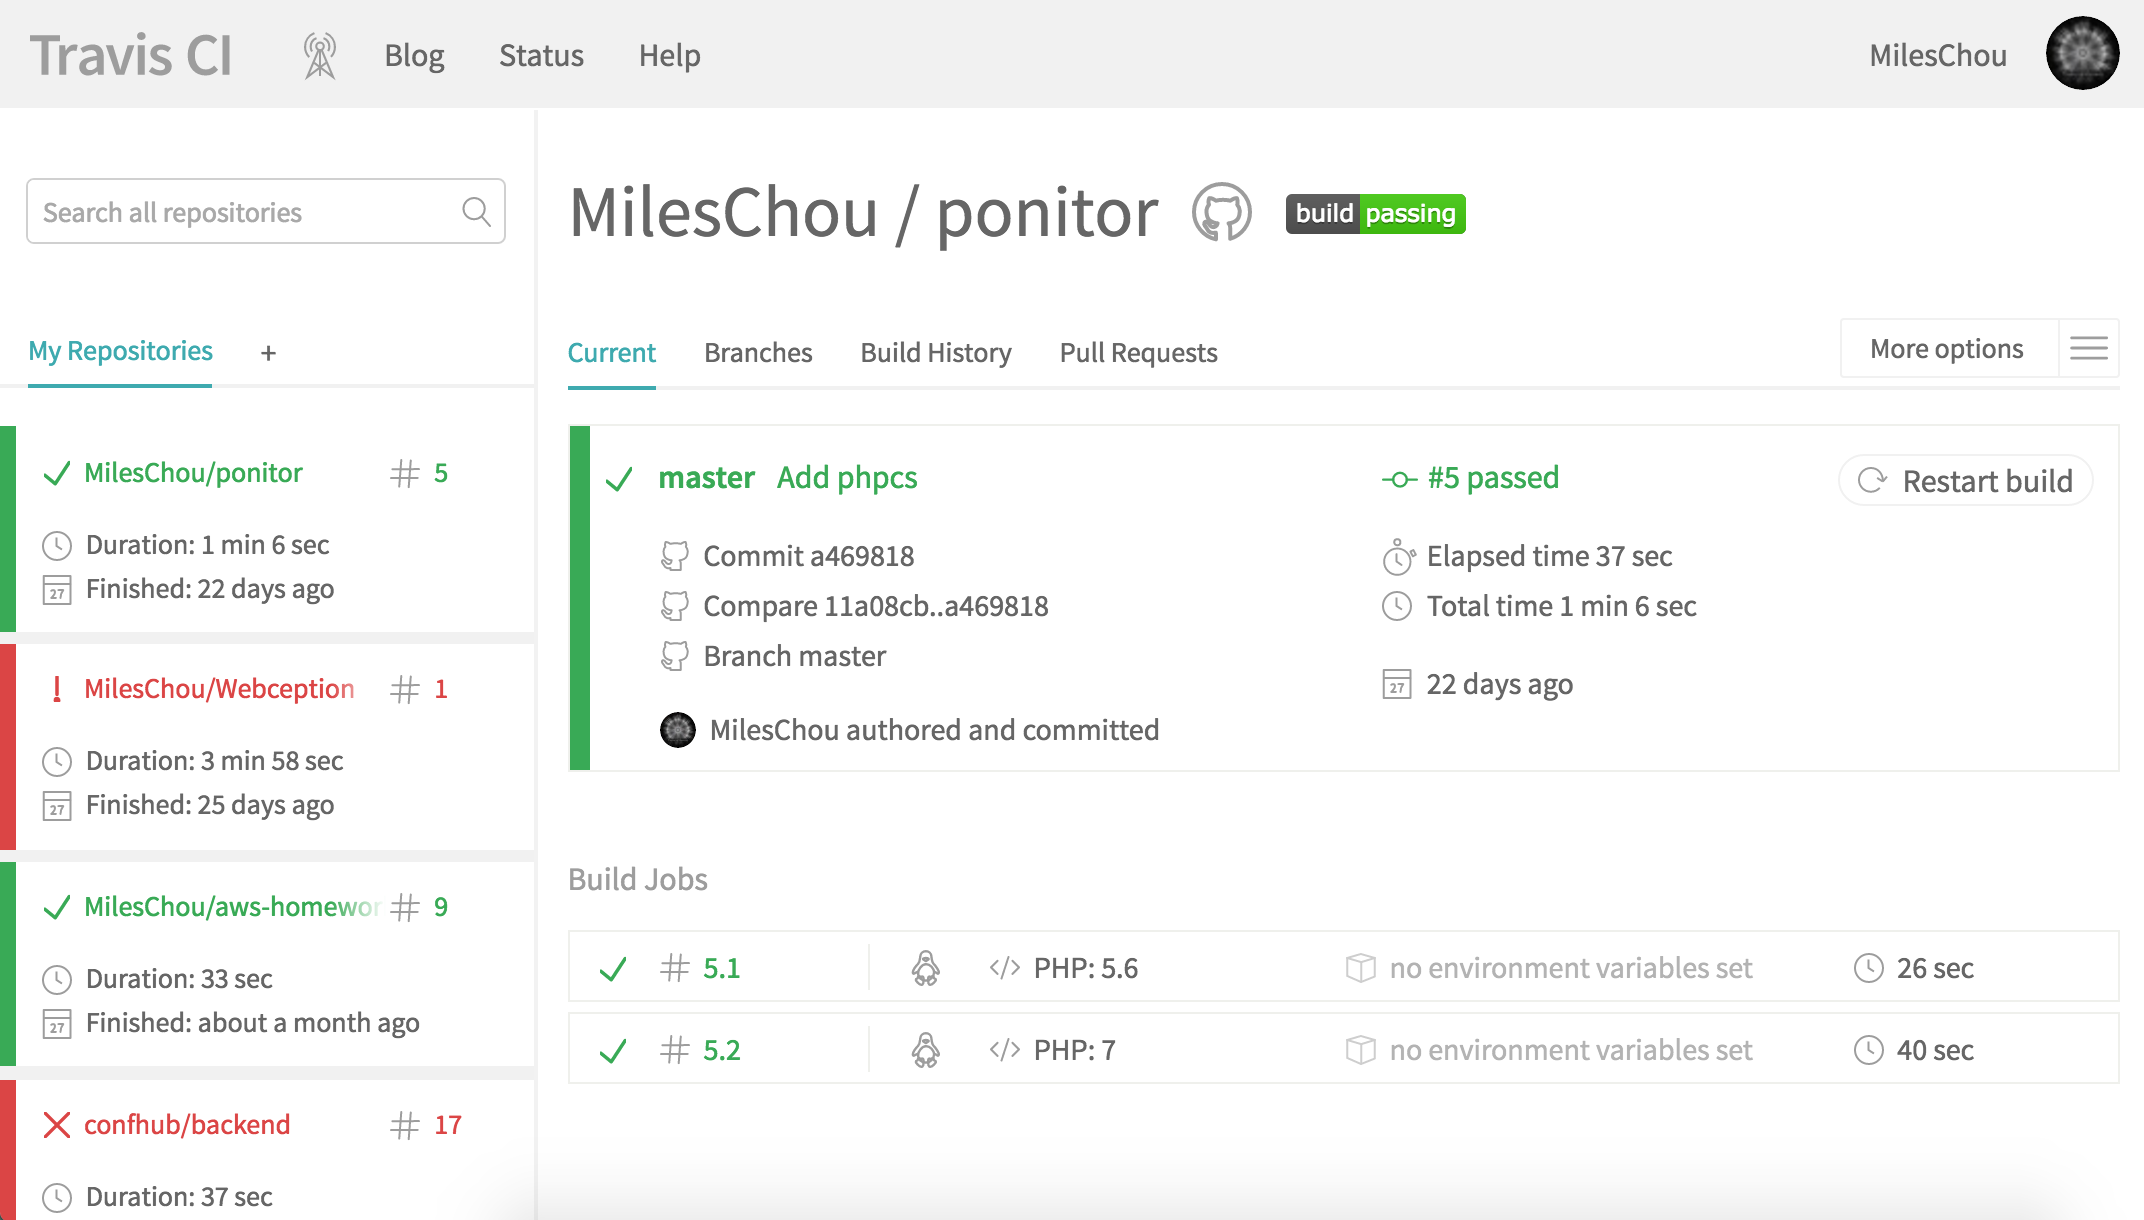 Travis CI
Blog
Status
Help
MilesChou
Search all repositories
My Repositories
+
MilesChou/ponitor # 5
Duration: 1 min 6 sec
27 Finished: 22 days ago
! MilesChou/Webception # 1
Duration: 3 min 58 sec
27 Finished: 25 days ago
MilesChou/aws-homewor # 9
Duration: 33 sec
27 Finished: about a month ago
confhub/backend # 17
Duration: 37 sec
MilesChou / ponitor
build passing
Current
Branches
Build History
Pull Requests
More options
master Add phpcs
Commit a469818
Compare 11a08cb..a469818
Branch master
MilesChou authored and committed
#5 passed
Elapsed time 37 sec
Total time 1 min 6 sec
27 22 days ago
Restart build
Build Jobs
# 5.1 </> PHP: 5.6 no environment variables set 26 sec
# 5.2 </> PHP: 7 no environment variables set 40 sec